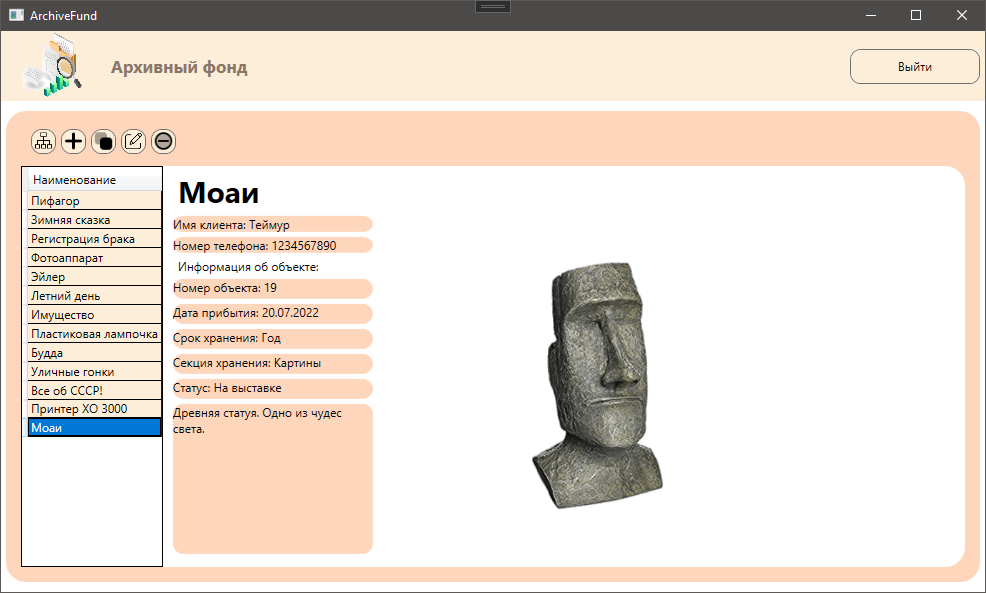 ArchiveFund
Архивный фонд
Выйти
Наименование
Пифагор
Зимняя сказка
Регистрация брака
Фотоаппарат
Эйлер
Летний день
Имущество
Пластиковая лампочка
Будда
Уличные гонки
Все об СССР!
Принтер XO 3000
Моаи
Моаи
Имя клиента: Теймур
Номер телефона: 1234567890
Информация об объекте:
Номер объекта: 19
Дата прибытия: 20.07.2022
Срок хранения: Год
Секция хранения: Картины
Статус: На выставке
Древняя статуя. Одно из чудес
света.